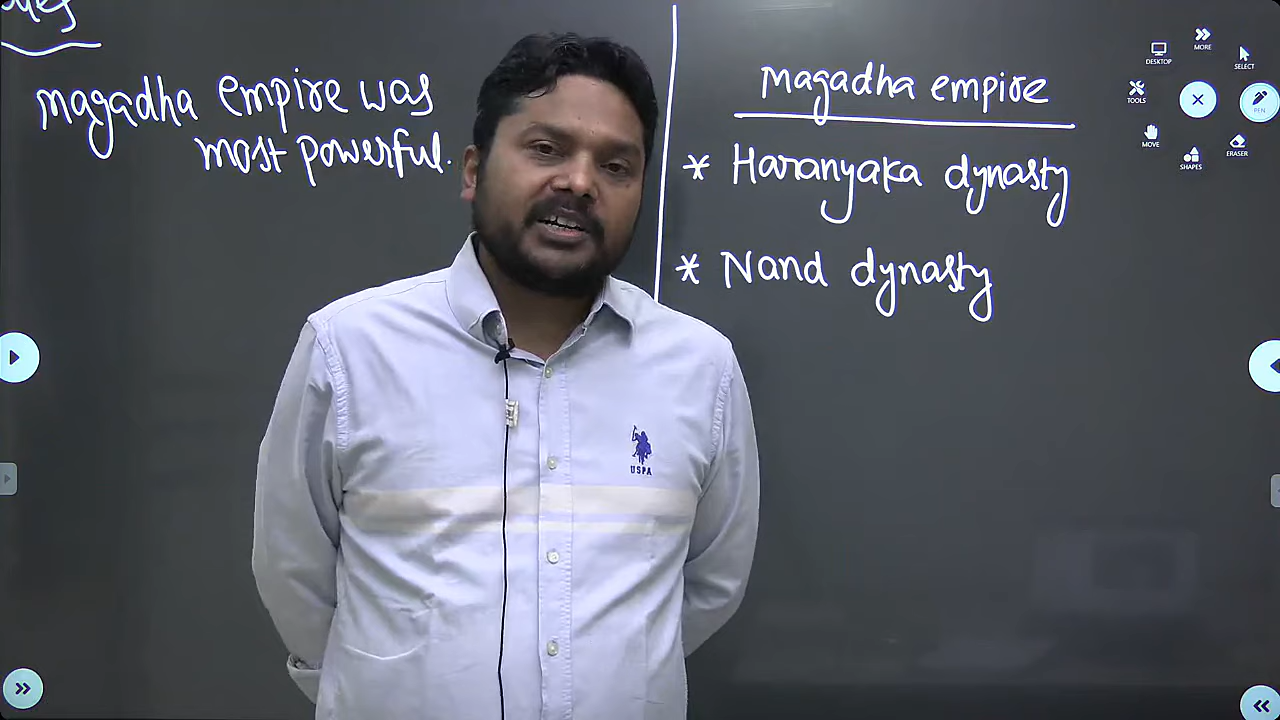 magadha empire was
most powerful.
Magadha empire
* Haranyaka dynasty
* Nand dynasty
DESKTOP
MORE
SELECT
TOOLS
PEN
MOVE
SHAPES
ERASER
USPA